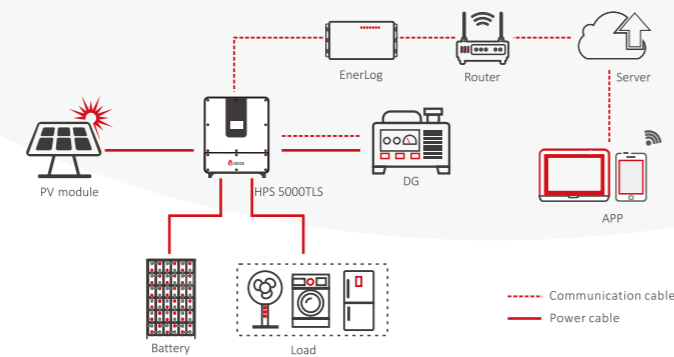 EnerLog
Router
Server
PV module
HPS 5000TLS
DG
APP
Battery
Load
Communication cable
Power cable